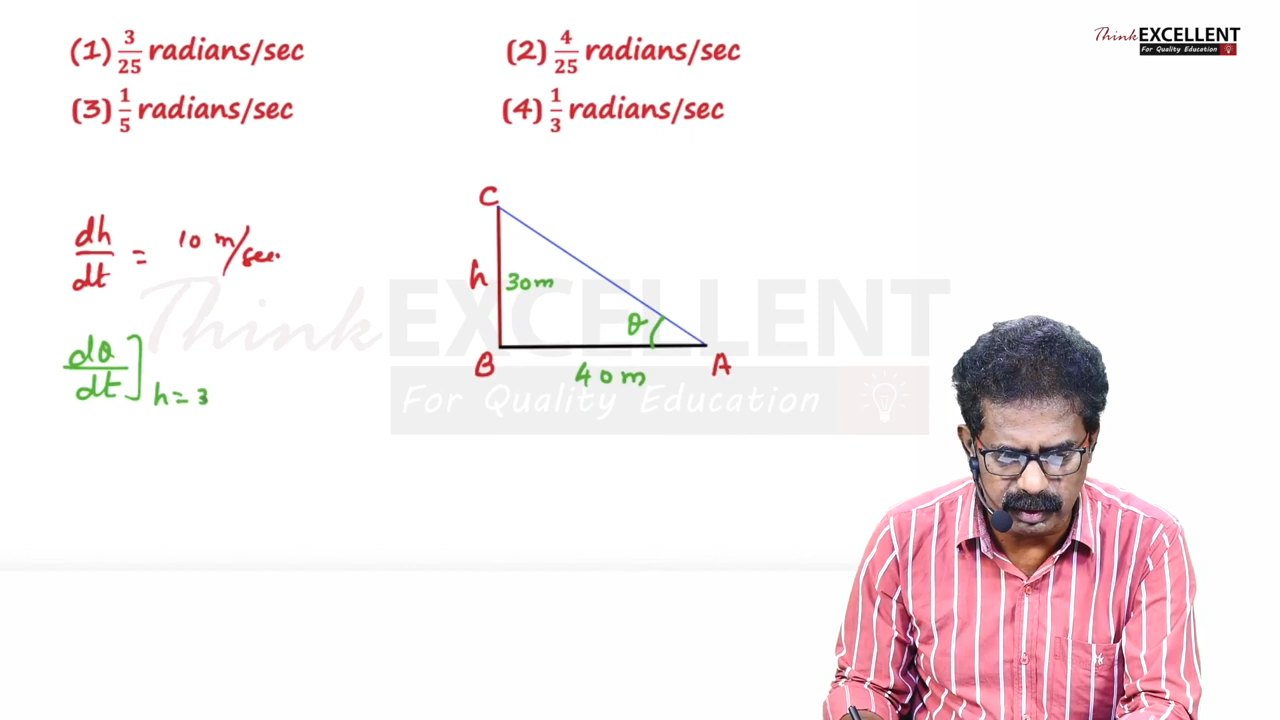 Think EXCELLENT
For Quality Education
(1) 3/25 radians/sec (2) 4/25 radians/sec
(3) 1/5 radians/sec (4) 1/3 radians/sec
C
dh/dt = 10 m/sec.
h 30m
Think EXCELLENT
θ
dθ/dt]h=3
B A
40m
For Quality Education